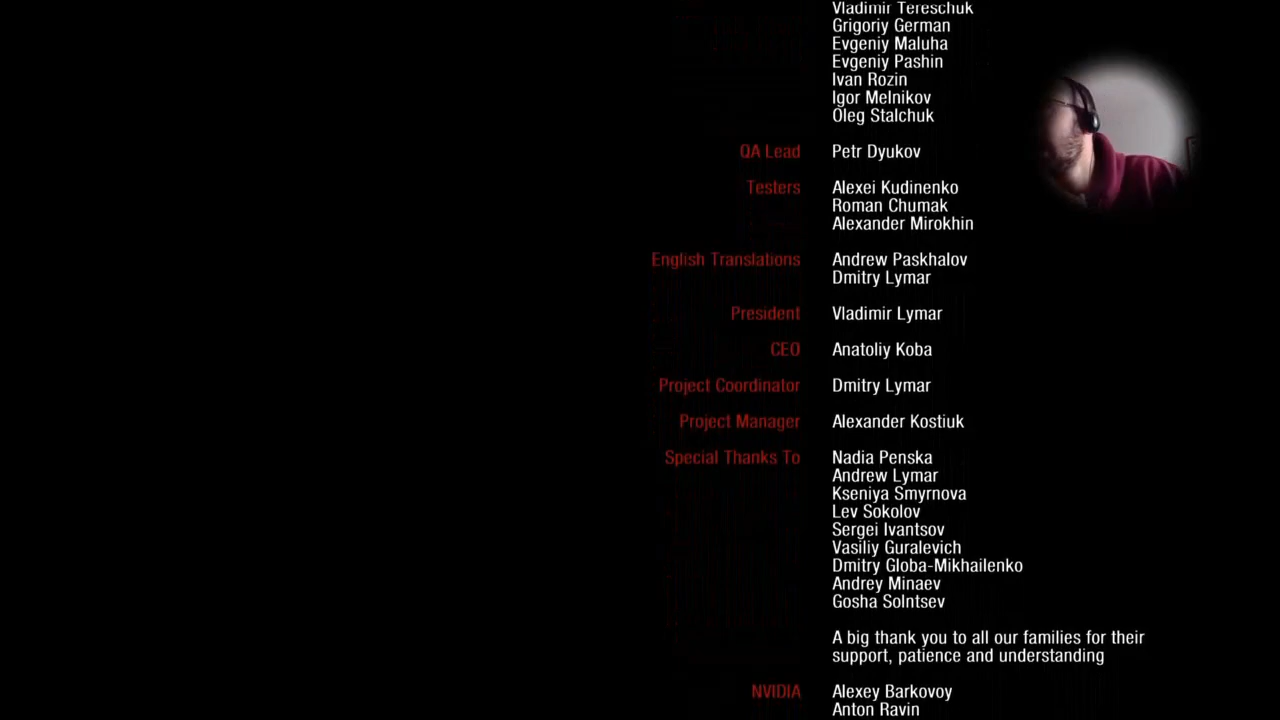 Vladimir Tereschuk
Grigoriy German
Evgeniy Maluha
Evgeniy Pashin
Ivan Rozin
Igor Melnikov
Oleg Stalchuk
QA Lead Petr Dyukov
Testers Alexei Kudinenko
Roman Chumak
Alexander Mirokhin
English Translations Andrew Paskhalov
Dmitry Lymar
President Vladimir Lymar
CEO Anatoliy Koba
Project Coordinator Dmitry Lymar
Project Manager Alexander Kostiuk
Special Thanks To Nadia Penska
Andrew Lymar
Kseniya Smyrnova
Lev Sokolov
Sergei Ivantsov
Vasiliy Guralevich
Dmitry Globa-Mikhailenko
Andrey Minaev
Gosha Solntsev
A big thank you to all our families for their
support, patience and understanding
NVIDIA Alexey Barkovoy
Anton Ravin